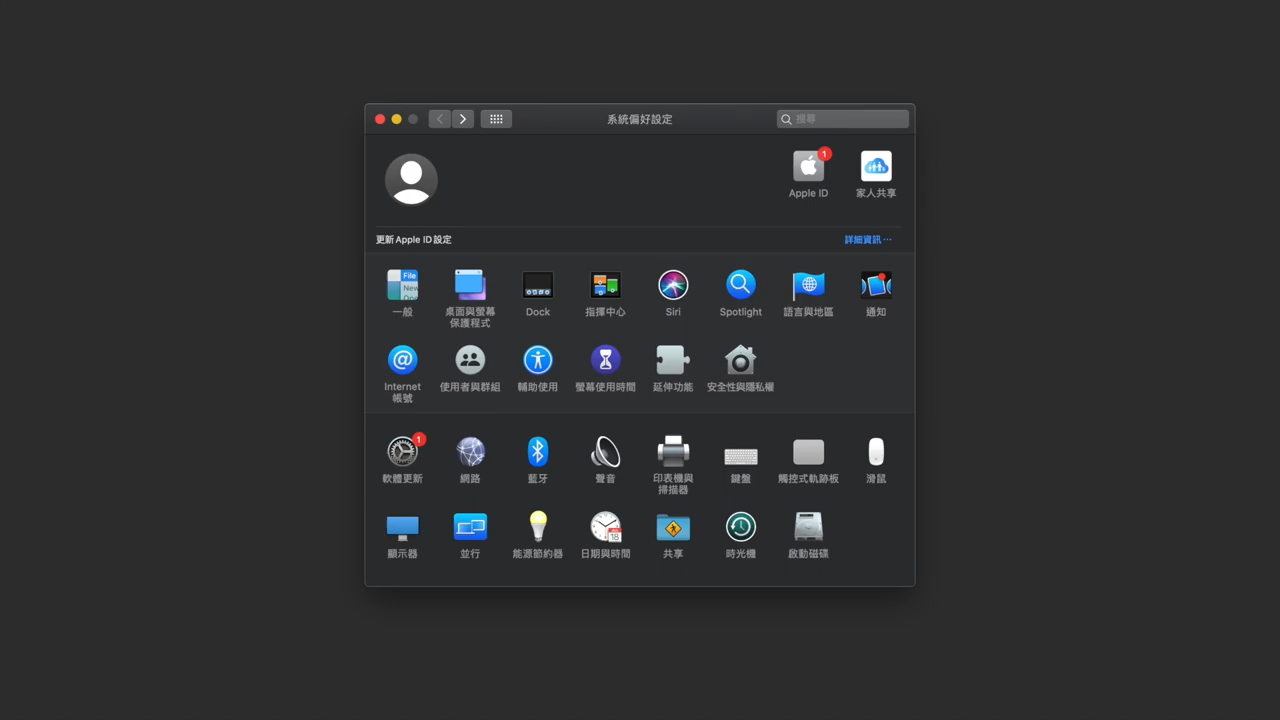 系統偏好設定
搜尋
1
Apple ID
家人共享
更新 Apple ID 設定
詳細資訊⋯
File
New
一般
桌面與螢幕
保護程式
Dock
指揮中心
Siri
Spotlight
語言與地區
通知
@
Internet
帳號
使用者與群組
輔助使用
螢幕使用時間
延伸功能
安全性與隱私權
1
軟體更新
網路
藍牙
聲音
印表機與
掃描器
鍵盤
觸控式軌跡板
滑鼠
顯示器
並行
能源節約器
18
日期與時間
共享
時光機
啟動磁碟